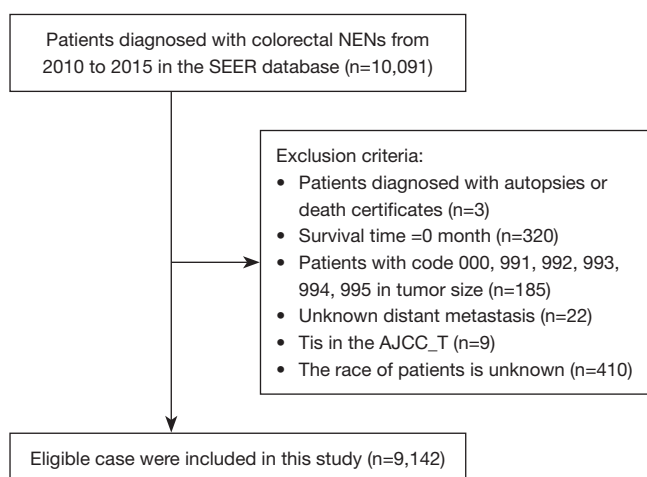 Patients diagnosed with colorectal NENs from
2010 to 2015 in the SEER database (n=10,091)
Exclusion criteria:
• Patients diagnosed with autopsies or
death certificates (n=3)
• Survival time =0 month (n=320)
• Patients with code 000, 991, 992, 993,
994, 995 in tumor size (n=185)
• Unknown distant metastasis (n=22)
• Tis in the AJCC_T (n=9)
• The race of patients is unknown (n=410)
Eligible case were included in this study (n=9,142)